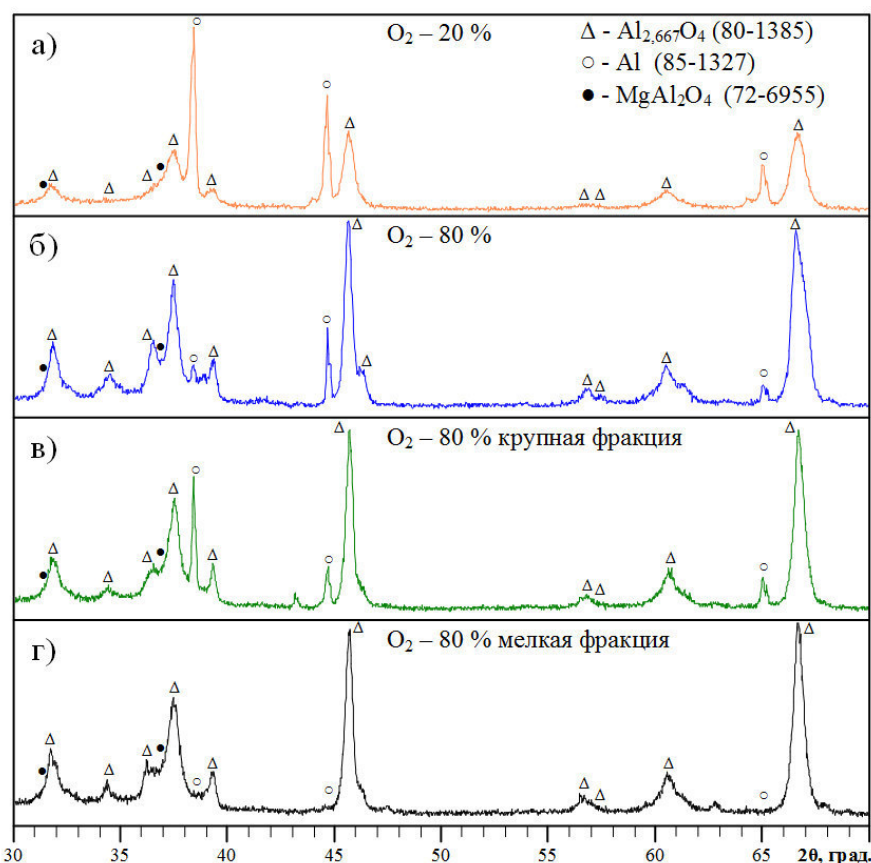 а)
O₂ – 20 %
Δ - Al₂,₆₆₇O₄ (80-1385)
○ - Al (85-1327)
● - MgAl₂O₄ (72-6955)
б)
O₂ – 80 %
в)
O₂ – 80 % крупная фракция
г)
O₂ – 80 % мелкая фракция
30 35 40 45 50 55 60 65 2θ, град.